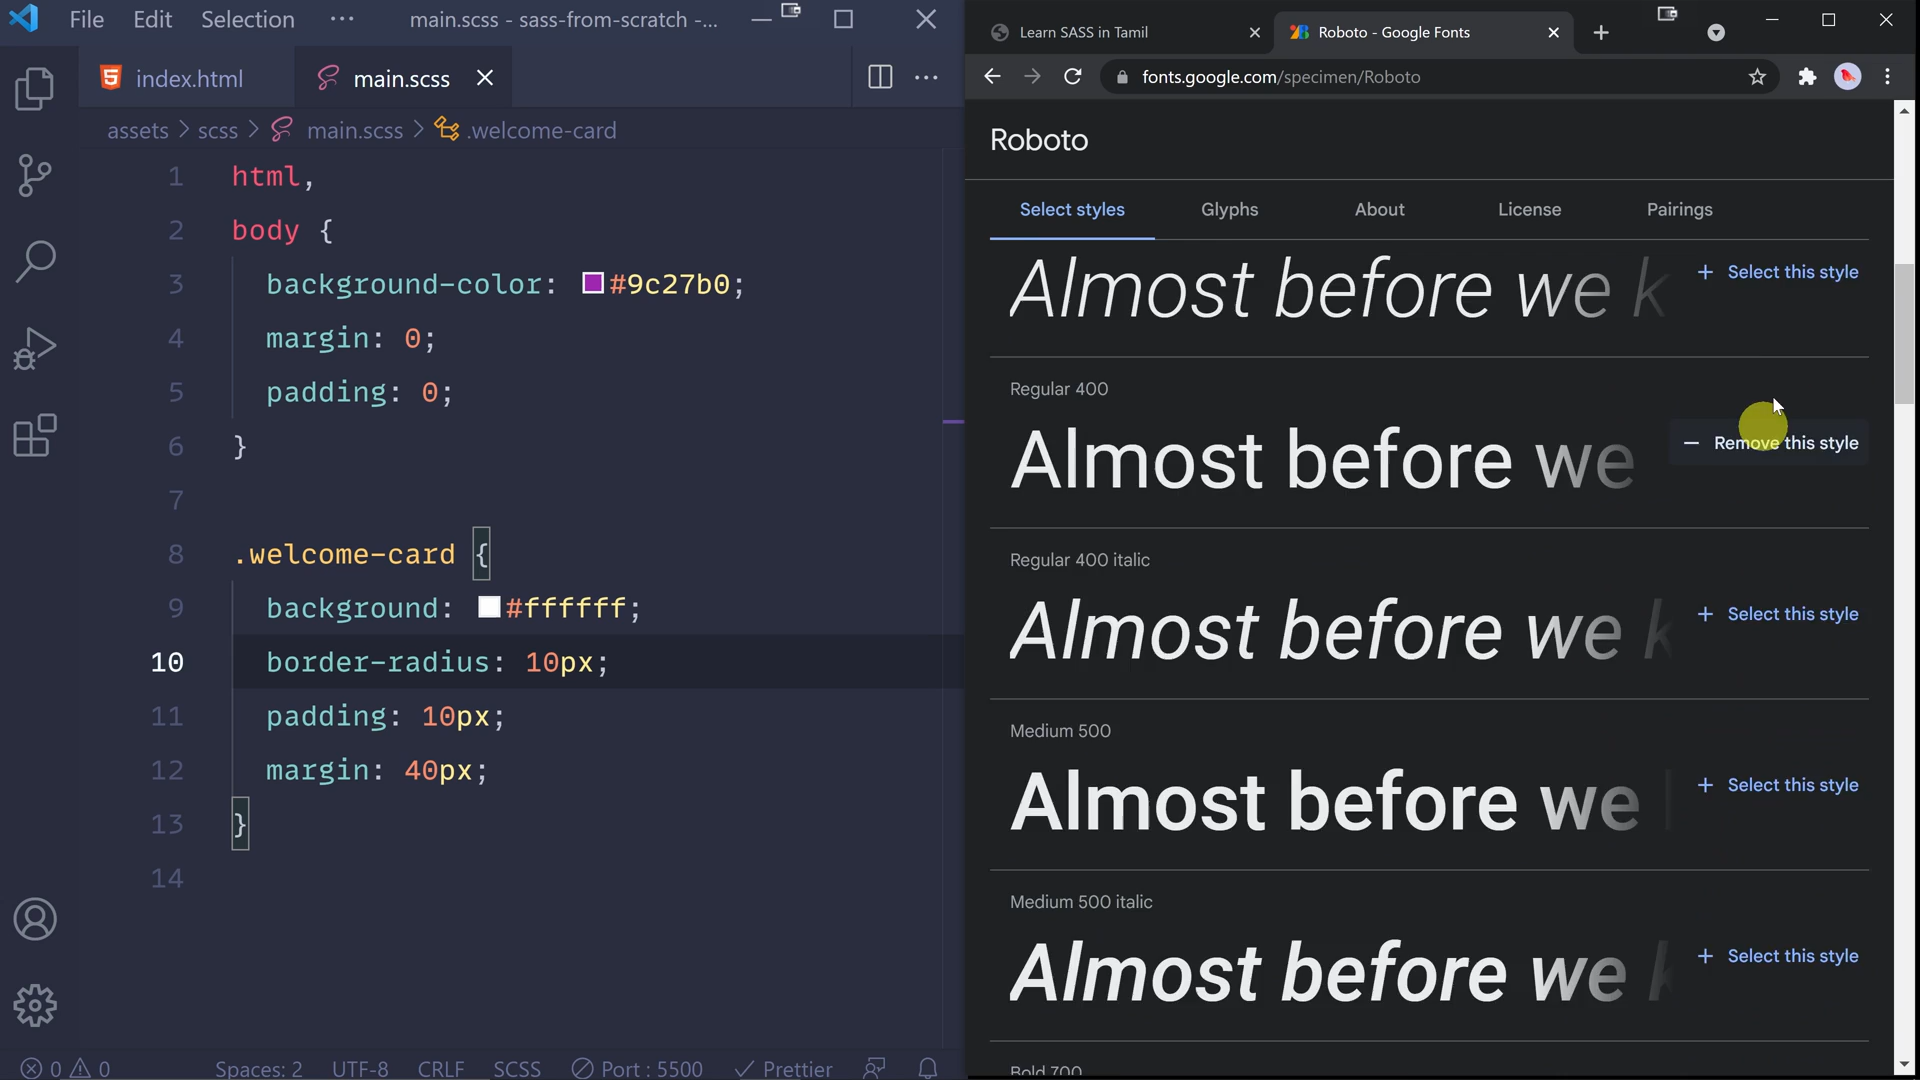 File Edit Selection ··· main.scss - sass-from-scratch -...
index.html main.scss
assets > scss > main.scss > .welcome-card
1 html,
2 body {
3 background-color: #9c27b0;
4 margin: 0;
5 padding: 0;
6 }
7
8 .welcome-card {
9 background: #ffffff;
10 border-radius: 10px;
11 padding: 10px;
12 margin: 40px;
13 }
14
0 0 Spaces: 2 UTF-8 CRLF SCSS Port : 5500 Prettier
Learn SASS in Tamil
Roboto - Google Fonts
fonts.google.com/specimen/Roboto
Roboto
Select styles Glyphs About License Pairings
Almost before we k
+ Select this style
Regular 400
Almost before we
— Remove this style
Regular 400 italic
Almost before we k
+ Select this style
Medium 500
Almost before we
+ Select this style
Medium 500 italic
Almost before we k
+ Select this style
Bold 700